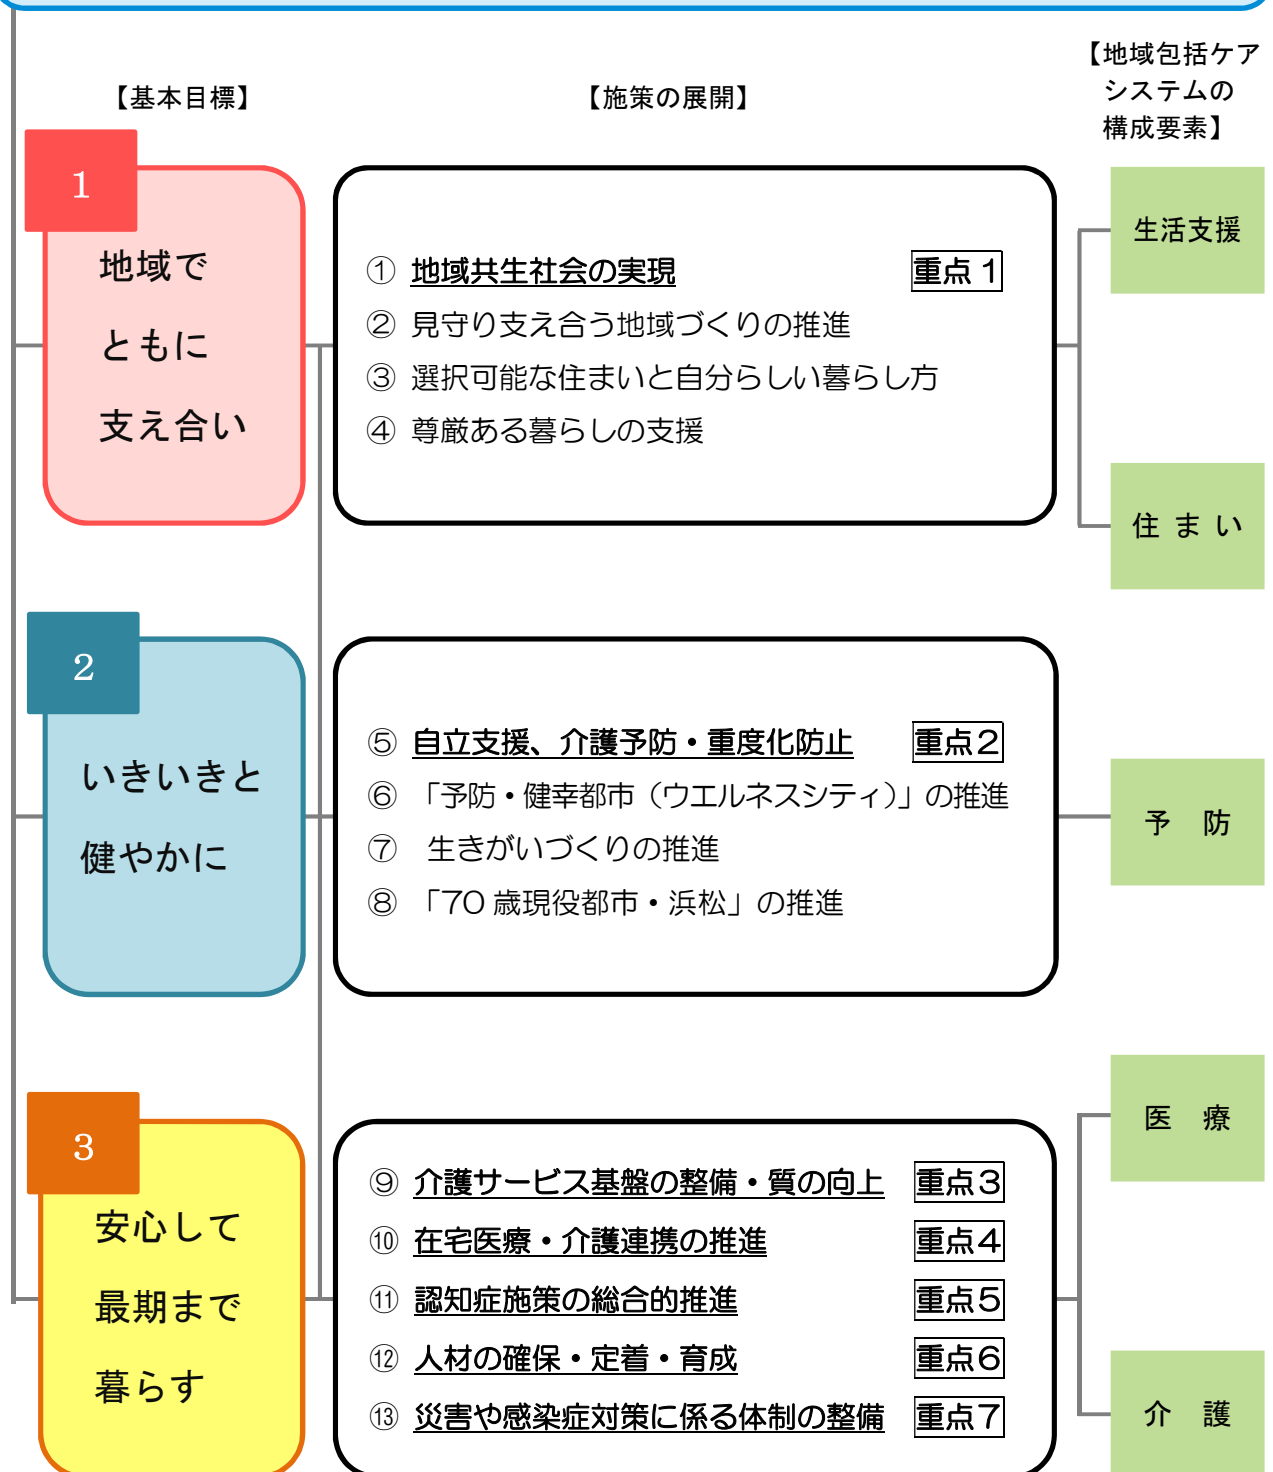 【基本目標】
【施策の展開】
【地域包括ケア
システムの
構成要素】
1
地域で
ともに
支え合い
① 地域共生社会の実現 重点1
② 見守り支え合う地域づくりの推進
③ 選択可能な住まいと自分らしい暮らし方
④ 尊厳ある暮らしの支援
生活支援
住まい
2
いきいきと
健やかに
⑤ 自立支援、介護予防・重度化防止 重点2
⑥ 「予防・健幸都市（ウエルネスシティ）」の推進
⑦ 生きがいづくりの推進
⑧ 「70歳現役都市・浜松」の推進
予 防
3
安心して
最期まで
暮らす
⑨ 介護サービス基盤の整備・質の向上 重点3
⑩ 在宅医療・介護連携の推進 重点4
⑪ 認知症施策の総合的推進 重点5
⑫ 人材の確保・定着・育成 重点6
⑬ 災害や感染症対策に係る体制の整備 重点7
医 療
介 護